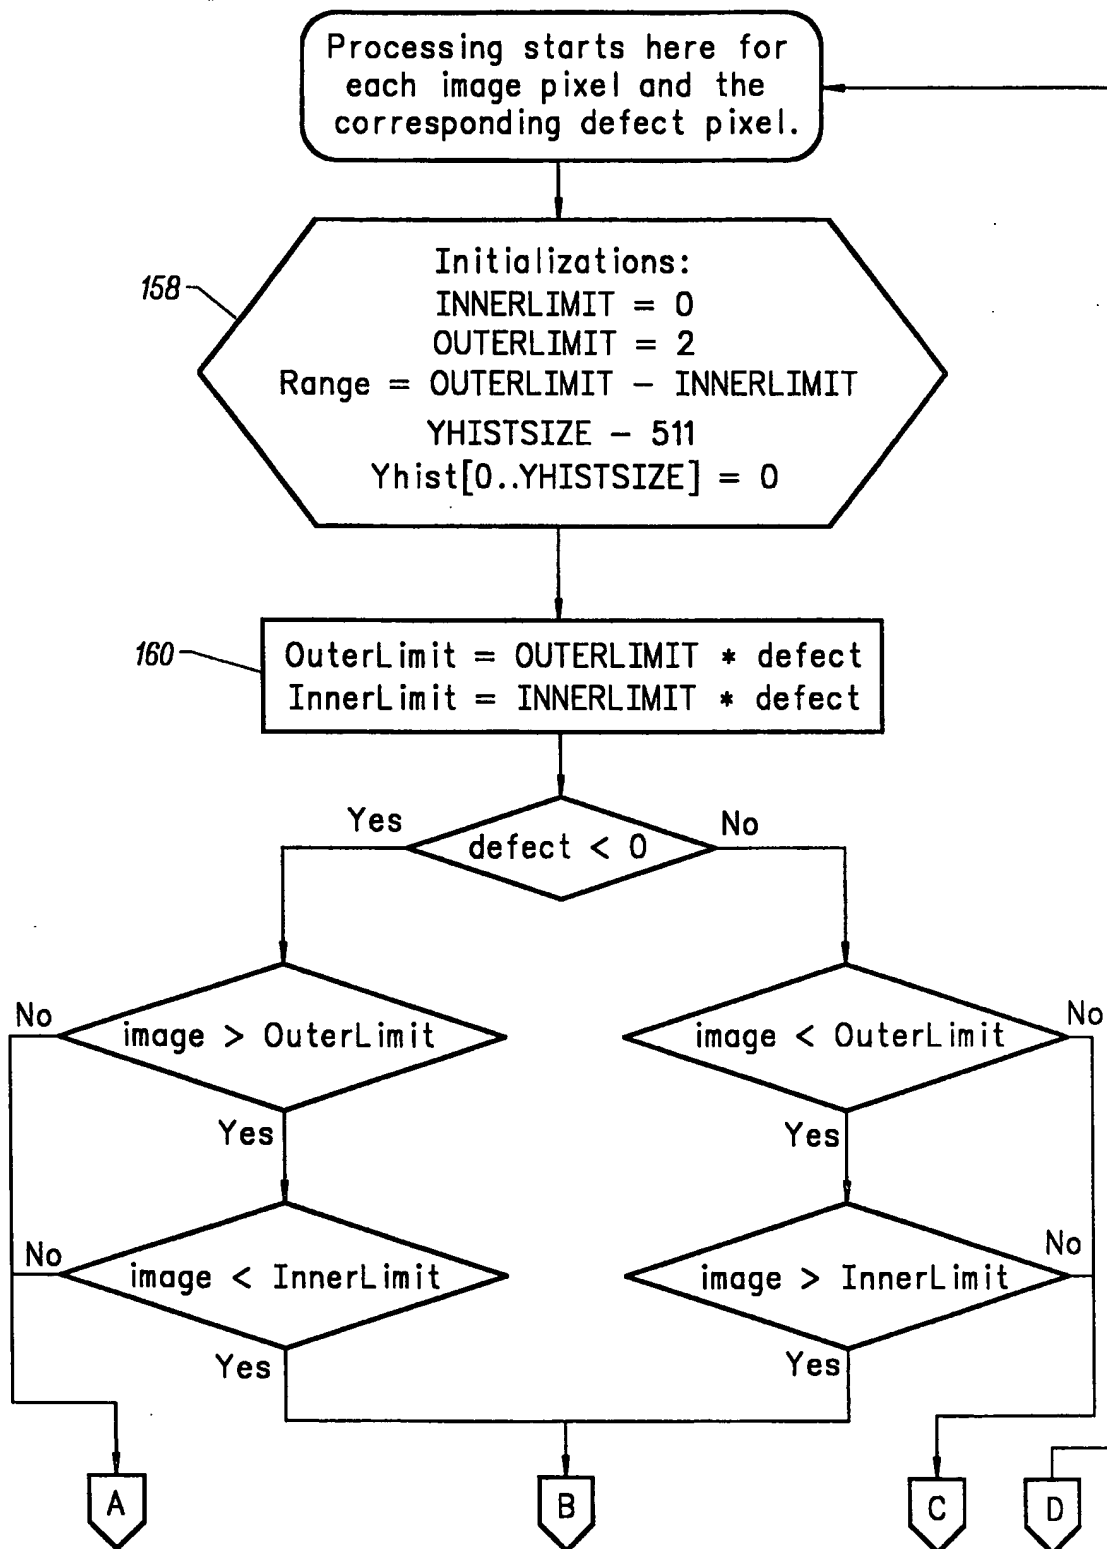 Processing starts here for
each image pixel and the
corresponding defect pixel.
158
Initializations:
INNERLIMIT = 0
OUTERLIMIT = 2
Range = OUTERLIMIT – INNERLIMIT
YHISTSIZE – 511
Yhist[0..YHISTSIZE] = 0
160
OuterLimit = OUTERLIMIT * defect
InnerLimit = INNERLIMIT * defect
Yes
defect < 0
No
No
image > OuterLimit
image < OuterLimit
No
Yes
Yes
No
image < InnerLimit
image > InnerLimit
No
Yes
Yes
A
B
C
D